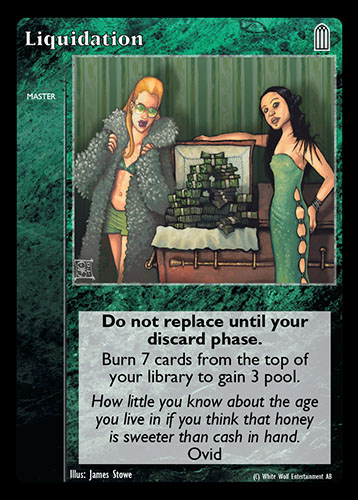 Liquidation
MASTER
Do not replace until your
discard phase.
Burn 7 cards from the top of
your library to gain 3 pool.
How little you know about the age
you live in if you think that honey
is sweeter than cash in hand.
Ovid
Illus: James Stowe
(C) White Wolf Entertainment AB